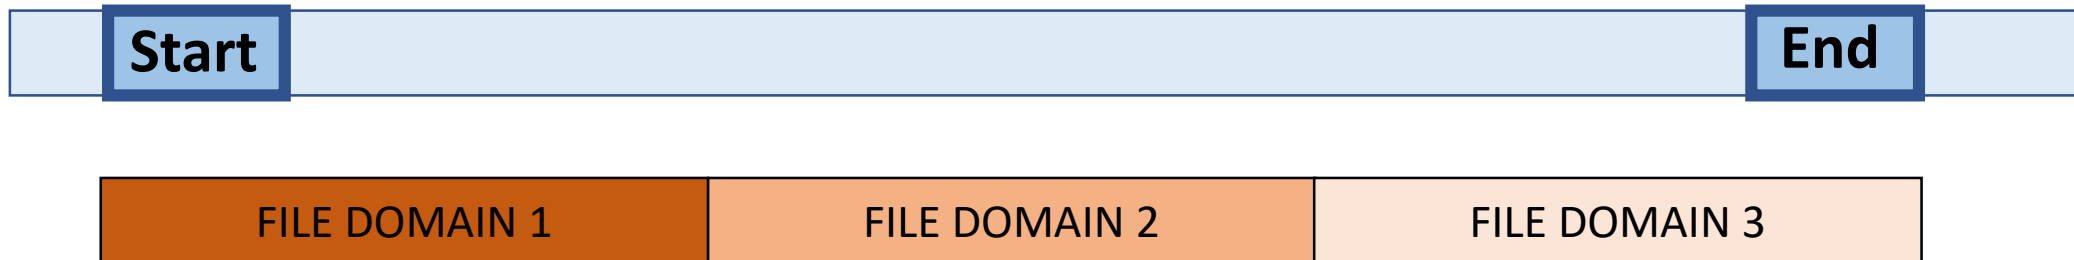 Start End
FILE DOMAIN 1 FILE DOMAIN 2 FILE DOMAIN 3